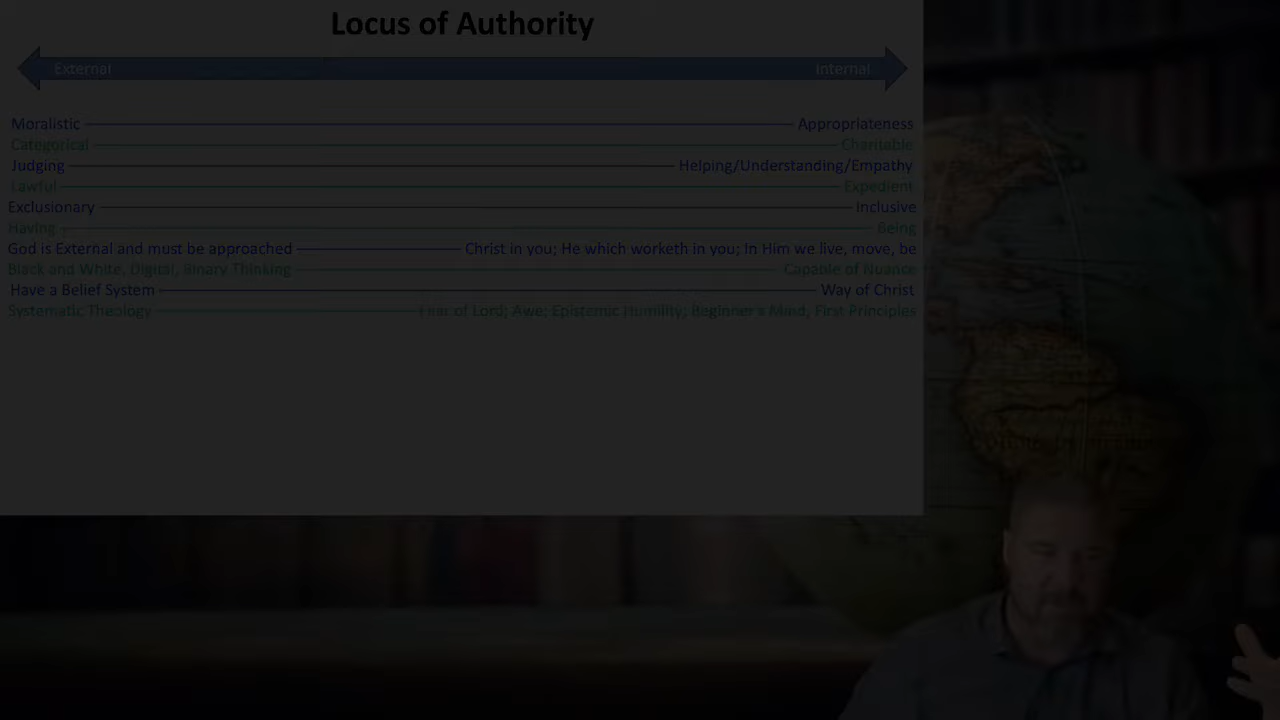 Locus of Authority
External Internal
Moralistic Appropriateness
Categorical Charitable
Judging Helping/Understanding/Empathy
Lawful Expedient
Exclusionary Inclusive
Having Being
God is External and must be approached Christ in you; He which worketh in you; In Him we live, move, be
Black and White, Digital, Binary Thinking Capable of Nuance
Have a Belief System Way of Christ
Systematic Theology Fear of Lord; Awe; Epistemic Humility; Beginner's Mind, First Principles